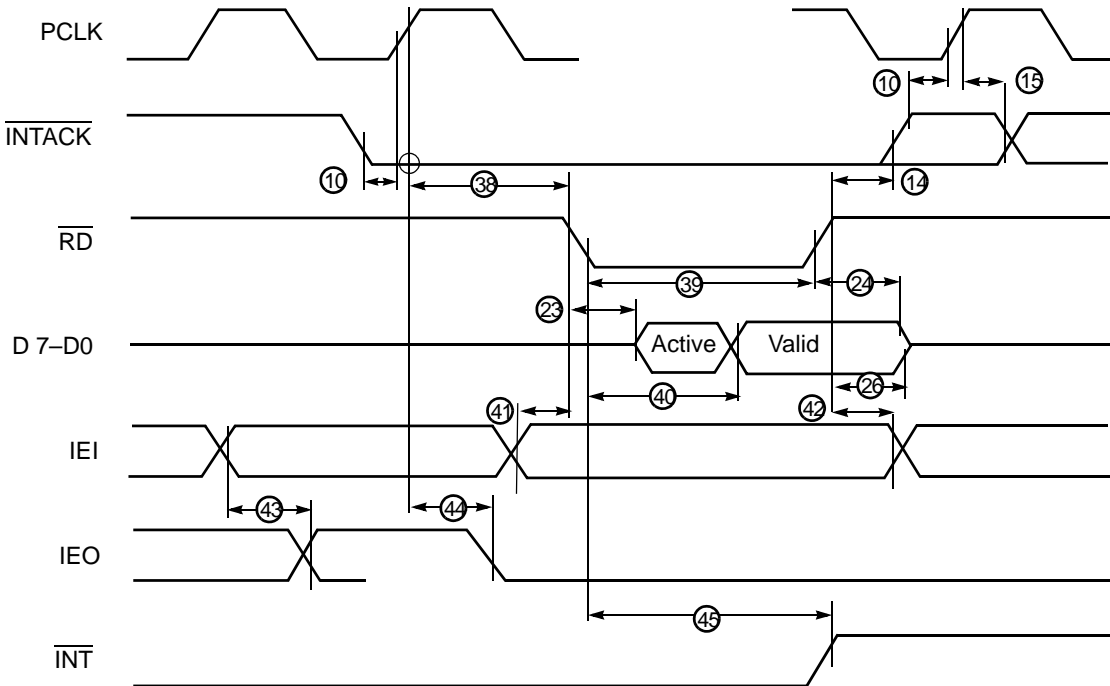 PCLK
10
15
INTACK
10
38
14
RD
39
24
23
D 7–D0
Active
Valid
26
40
41
42
IEI
43
44
IEO
45
INT